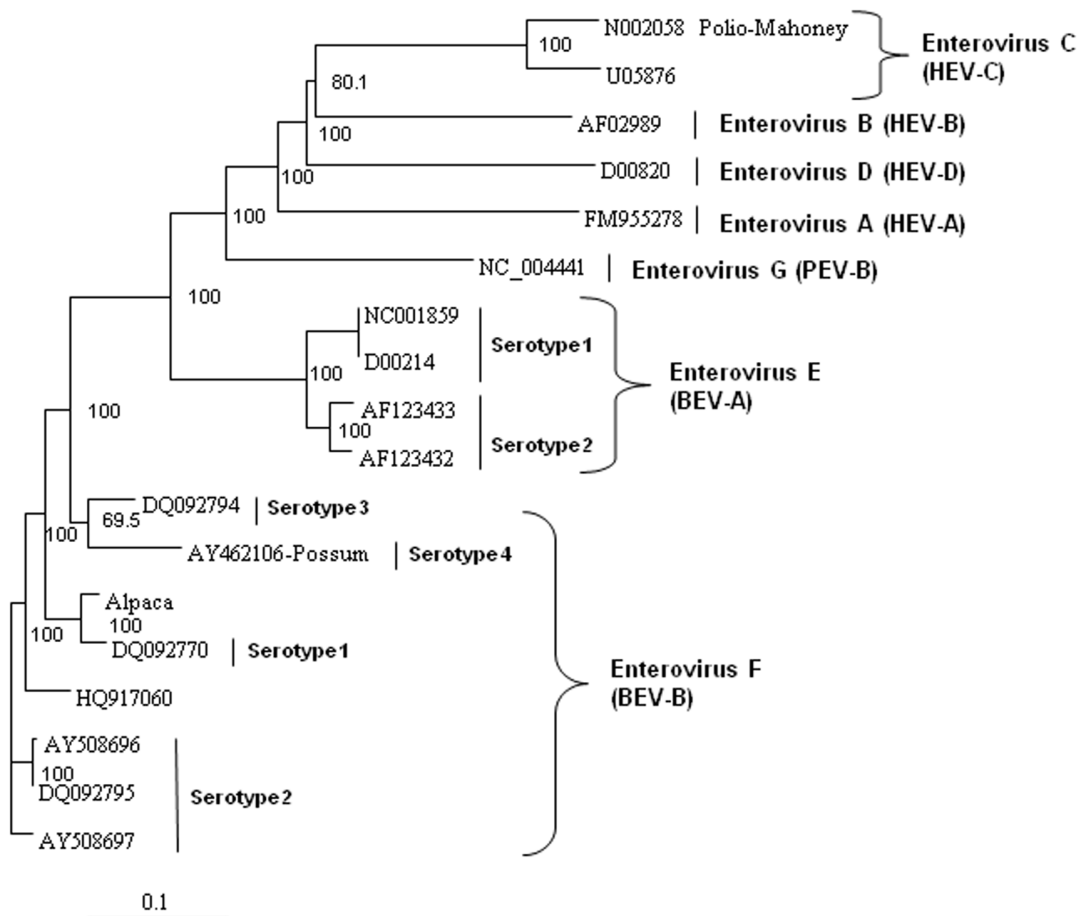 N002058 Polio-Mahoney
100
U05876
Enterovirus C
(HEV-C)
80.1
AF02989
Enterovirus B (HEV-B)
100
D00820
Enterovirus D (HEV-D)
100
FM955278
Enterovirus A (HEV-A)
100
NC_004441
Enterovirus G (PEV-B)
100
NC001859
Serotype1
D00214
100
Enterovirus E
(BEV-A)
AF123433
100
Serotype2
AF123432
100
DQ092794
Serotype3
69.5
100
AY462106-Possum
Serotype4
Alpaca
100
100
DQ092770
Serotype1
Enterovirus F
(BEV-B)
HQ917060
AY508696
100
DQ092795
Serotype2
AY508697
0.1